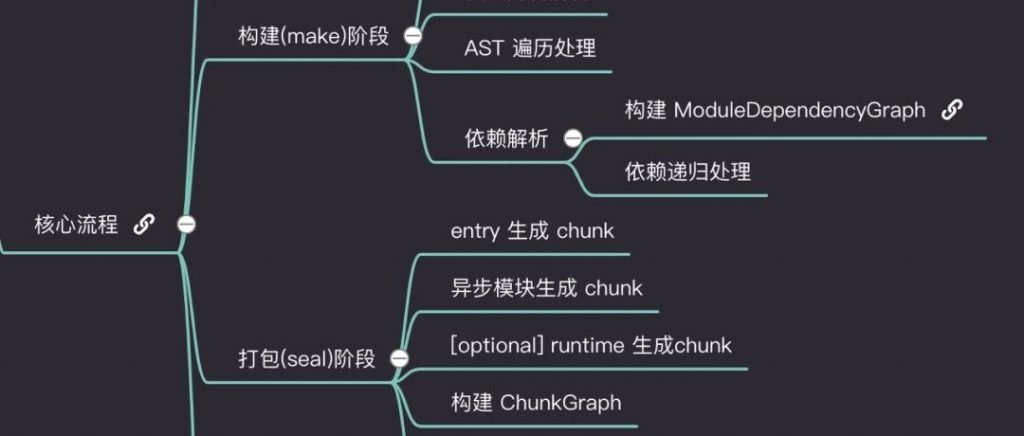 构建(make)阶段
AST 遍历处理
依赖解析
构建 ModuleDependencyGraph
依赖递归处理
核心流程
打包(seal)阶段
entry 生成 chunk
异步模块生成 chunk
[optional] runtime 生成chunk
构建 ChunkGraph